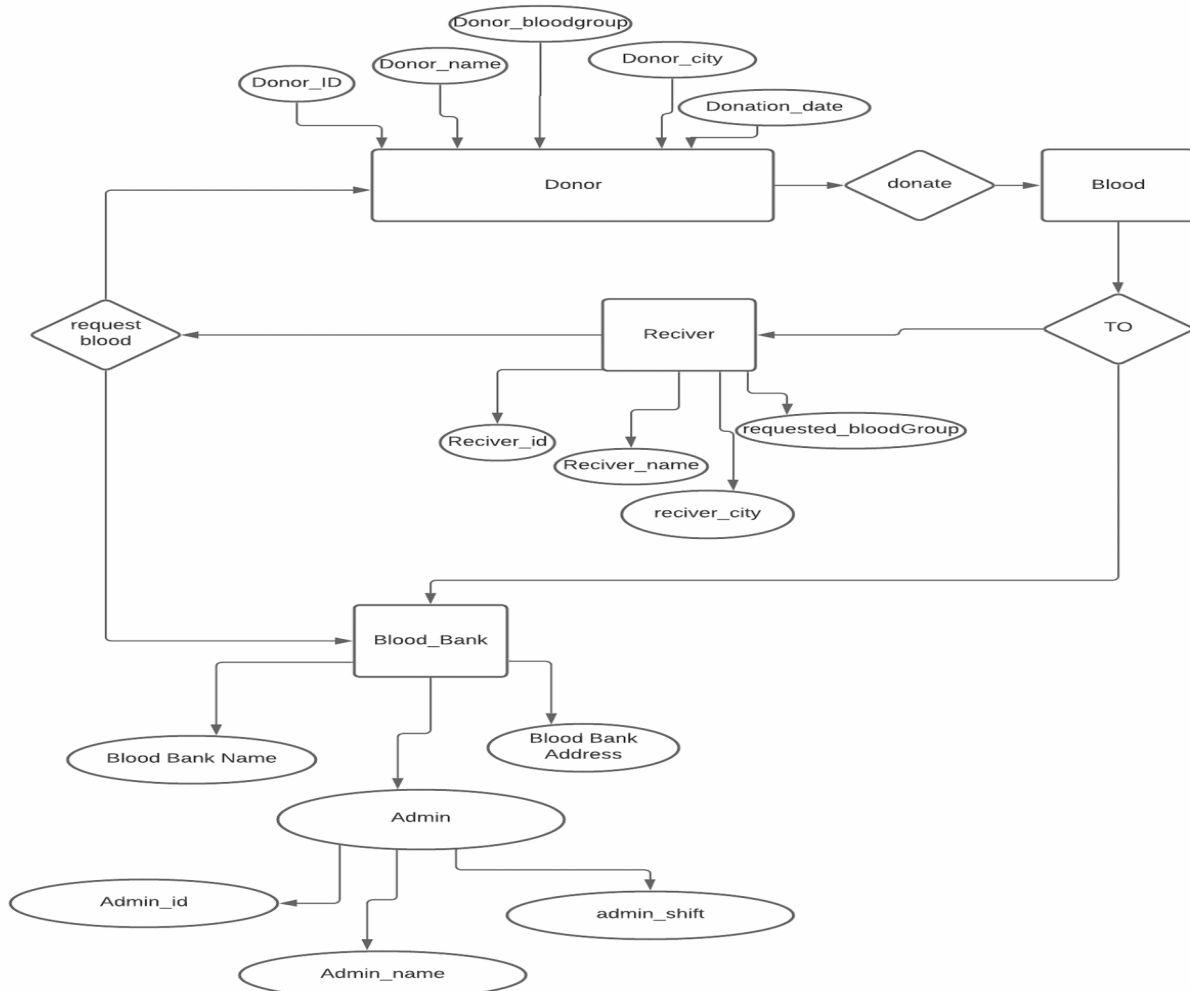 Donor_bloodgroup
Donor_name
Donor_city
Donor_ID
Donation_date
Donor
donate
Blood
request
blood
Reciver
TO
Reciver_id
requested_bloodGroup
Reciver_name
reciver_city
Blood_Bank
Blood Bank Name
Blood Bank
Address
Admin
Admin_id
admin_shift
Admin_name